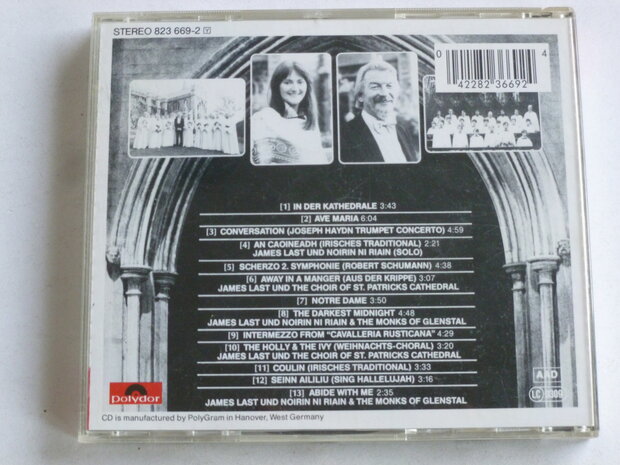 STEREO 823 669-2 Y
0 42282 36692 4
[1] IN DER KATHEDRALE 3:43
[2] AVE MARIA 6:04
[3] CONVERSATION (JOSEPH HAYDN TRUMPET CONCERTO) 4:59
[4] AN CAOINEADH (IRISCHES TRADITIONAL) 2:21
JAMES LAST UND NOIRIN NI RIAIN (SOLO)
[5] SCHERZO 2. SYMPHONIE (ROBERT SCHUMANN) 4:38
[6] AWAY IN A MANGER (AUS DER KRIPPE) 3:07
JAMES LAST UND THE CHOIR OF ST. PATRICKS CATHEDRAL
[7] NOTRE DAME 3:50
[8] THE DARKEST MIDNIGHT 4:48
JAMES LAST UND NOIRIN NI RIAIN & THE MONKS OF GLENSTAL
[9] INTERMEZZO FROM "CAVALLERIA RUSTICANA" 4:29
[10] THE HOLLY & THE IVY (WEIHNACHTS-CHORAL) 3:20
JAMES LAST UND THE CHOIR OF ST. PATRICKS CATHEDRAL
[11] COULIN (IRISCHES TRADITIONAL) 3:33
[12] SEINN AILILIU (SING HALLELUJAH) 3:16
[13] ABIDE WITH ME 2:35
JAMES LAST UND NOIRIN NI RIAIN & THE MONKS OF GLENSTAL
polydor
AAD
LC 0309
CD is manufactured by PolyGram in Hanover, West Germany